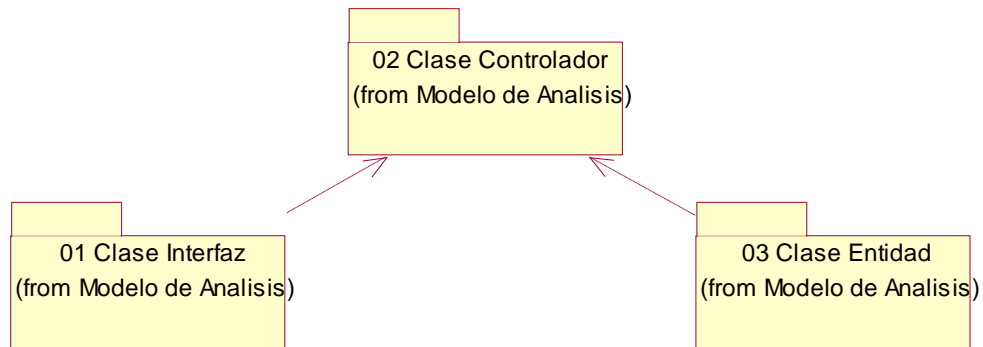 02 Clase Controlador
(from Modelo de Analisis)
01 Clase Interfaz
(from Modelo de Analisis)
03 Clase Entidad
(from Modelo de Analisis)